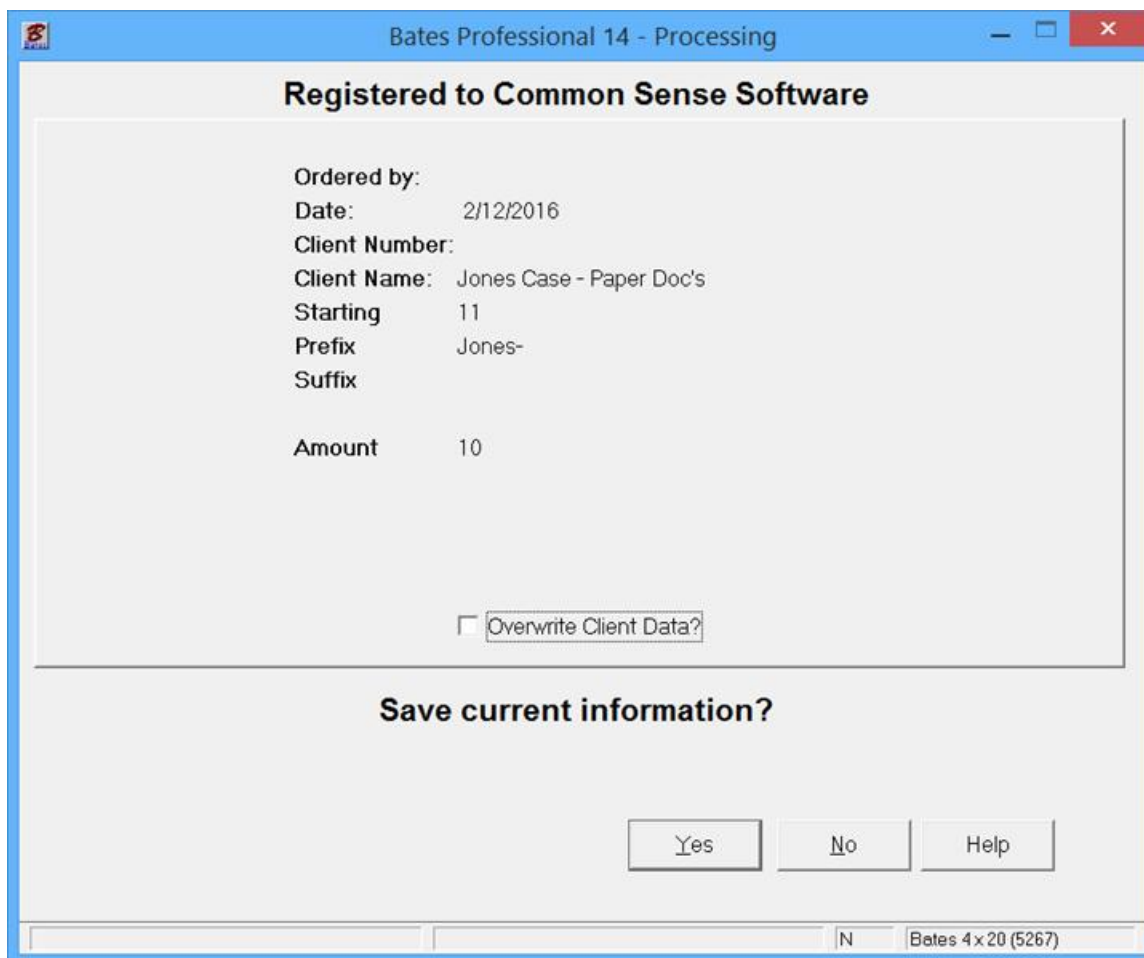 Bates Professional 14 - Processing
Registered to Common Sense Software
Ordered by:
Date: 2/12/2016
Client Number:
Client Name: Jones Case - Paper Doc's
Starting 11
Prefix Jones-
Suffix
Amount 10
Overwrite Client Data?
Save current information?
Yes No Help
N Bates 4 x 20 (5267)